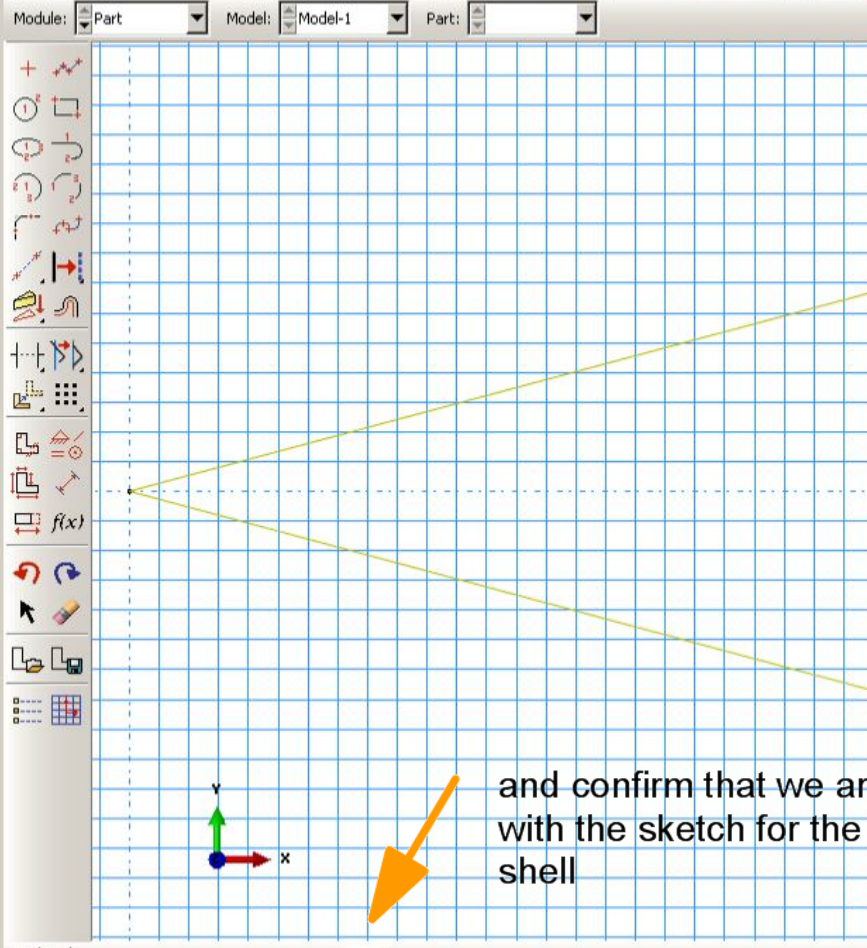 Module: Part Model: Model-1 Part:
f(x)
Y
X
and confirm that we ar
with the sketch for the
shell